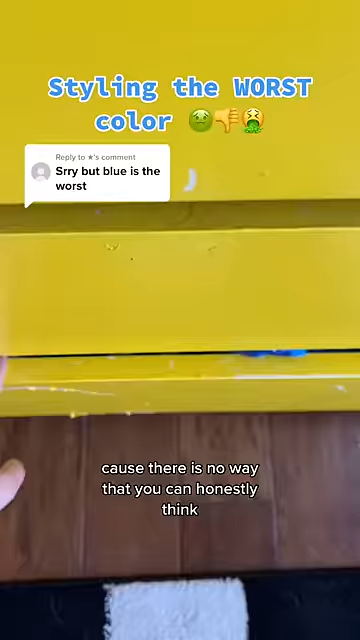 Styling the WORST
color 🤢👎🤮
Reply to ★'s comment
Srry but blue is the
worst
cause there is no way
that you can honestly
think